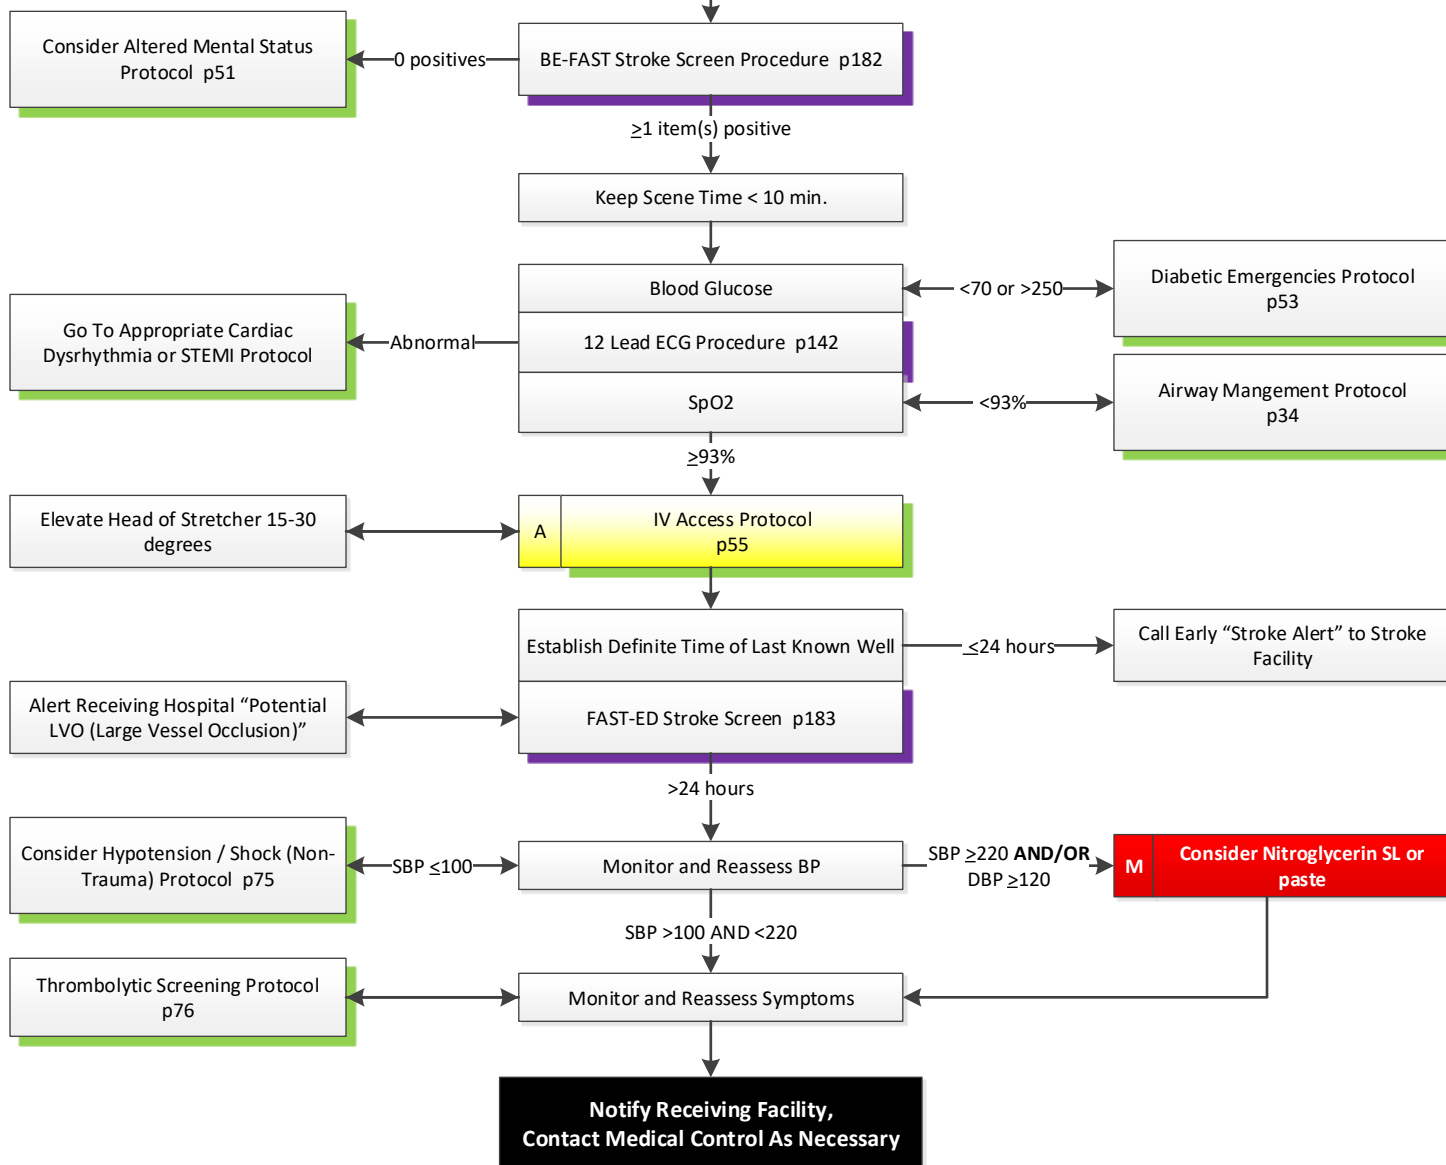 Consider Altered Mental Status
Protocol p51
0 positives
BE-FAST Stroke Screen Procedure p182
≥1 item(s) positive
Keep Scene Time < 10 min.
Blood Glucose
<70 or >250
Diabetic Emergencies Protocol
p53
Go To Appropriate Cardiac
Dysrhythmia or STEMI Protocol
Abnormal
12 Lead ECG Procedure p142
SpO2
<93%
Airway Mangement Protocol
p34
≥93%
Elevate Head of Stretcher 15-30
degrees
A
IV Access Protocol
p55
Establish Definite Time of Last Known Well
≤24 hours
Call Early “Stroke Alert” to Stroke
Facility
Alert Receiving Hospital “Potential
LVO (Large Vessel Occlusion)”
FAST-ED Stroke Screen p183
>24 hours
Consider Hypotension / Shock (Non-
Trauma) Protocol p75
SBP ≤100
Monitor and Reassess BP
SBP ≥220 AND/OR
DBP ≥120
M
Consider Nitroglycerin SL or
paste
SBP >100 AND <220
Thrombolytic Screening Protocol
p76
Monitor and Reassess Symptoms
Notify Receiving Facility,
Contact Medical Control As Necessary